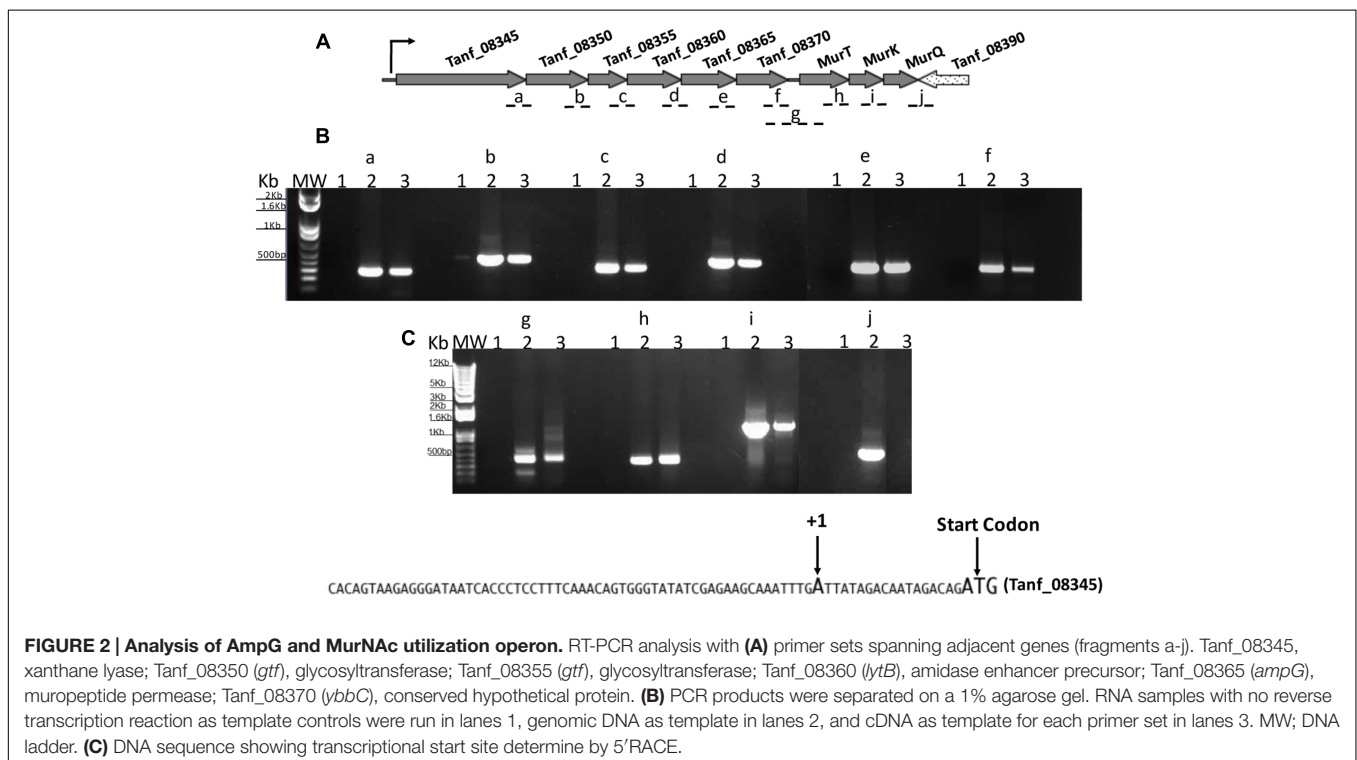 A
Tanf_08345 Tanf_08350 Tanf_08355 Tanf_08360 Tanf_08365 Tanf_08370 MurT MurK MurQ Tanf_08390
a b c d e f h i j
g
B
a b c d e f
Kb MW 1 2 3 1 2 3 1 2 3 1 2 3 1 2 3 1 2 3
2Kb
1.6Kb
1Kb
500bp
g h i j
C Kb MW 1 2 3 1 2 3 1 2 3 1 2 3
12Kb
5Kb
3Kb
2Kb
1.6Kb
1Kb
500bp
+1 Start Codon
CACAGTAAGAGGGATAATCACCCTCCTTTCAAACAGTGGGTATATCGAGAAGCAAATTTGATTATAGACAATAGACAGATG (Tanf_08345)
FIGURE 2 | Analysis of AmpG and MurNAc utilization operon. RT-PCR analysis with (A) primer sets spanning adjacent genes (fragments a-j). Tanf_08345,
xanthane lyase; Tanf_08350 (gtf), glycosyltransferase; Tanf_08355 (gtf), glycosyltransferase; Tanf_08360 (lytB), amidase enhancer precursor; Tanf_08365 (ampG),
muropeptide permease; Tanf_08370 (ybbC), conserved hypothetical protein. (B) PCR products were separated on a 1% agarose gel. RNA samples with no reverse
transcription reaction as template controls were run in lanes 1, genomic DNA as template in lanes 2, and cDNA as template for each primer set in lanes 3. MW; DNA
ladder. (C) DNA sequence showing transcriptional start site determine by 5′RACE.